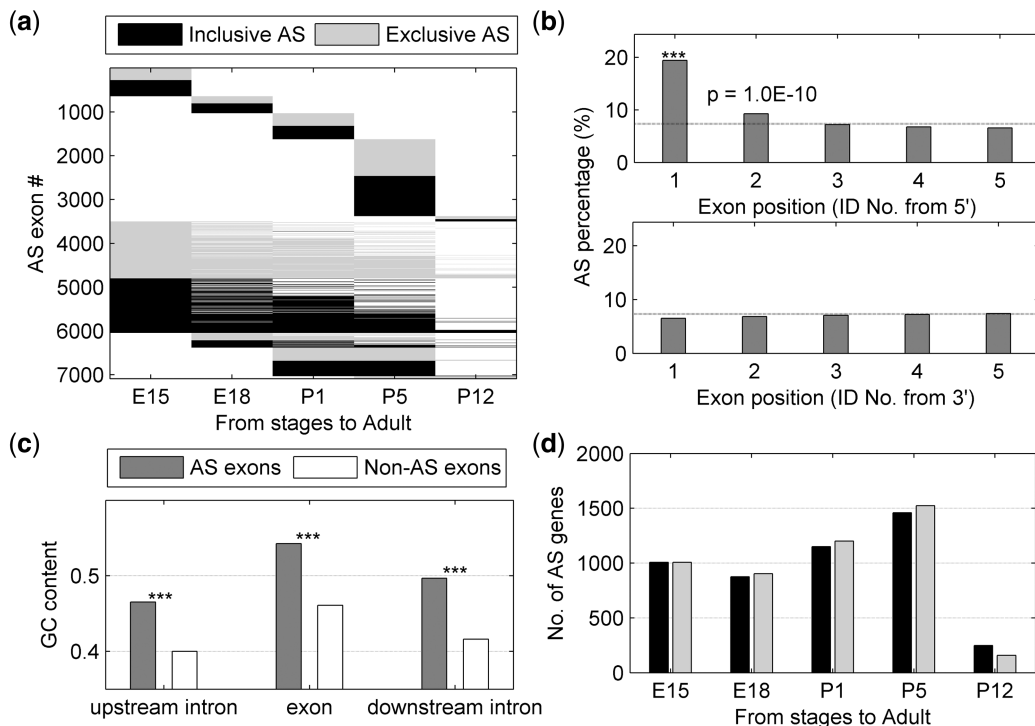 (a)
Inclusive AS
Exclusive AS
AS exon #
1000
2000
3000
4000
5000
6000
7000
E15 E18 P1 P5 P12
From stages to Adult
(b)
AS percentage (%)
20
10
0
***
p = 1.0E-10
1 2 3 4 5
Exon position (ID No. from 5')
20
10
0
1 2 3 4 5
Exon position (ID No. from 3')
(c)
AS exons
Non-AS exons
GC content
0.5
0.4
***
***
***
upstream intron exon downstream intron
(d)
No. of AS genes
2000
1500
1000
500
0
E15 E18 P1 P5 P12
From stages to Adult